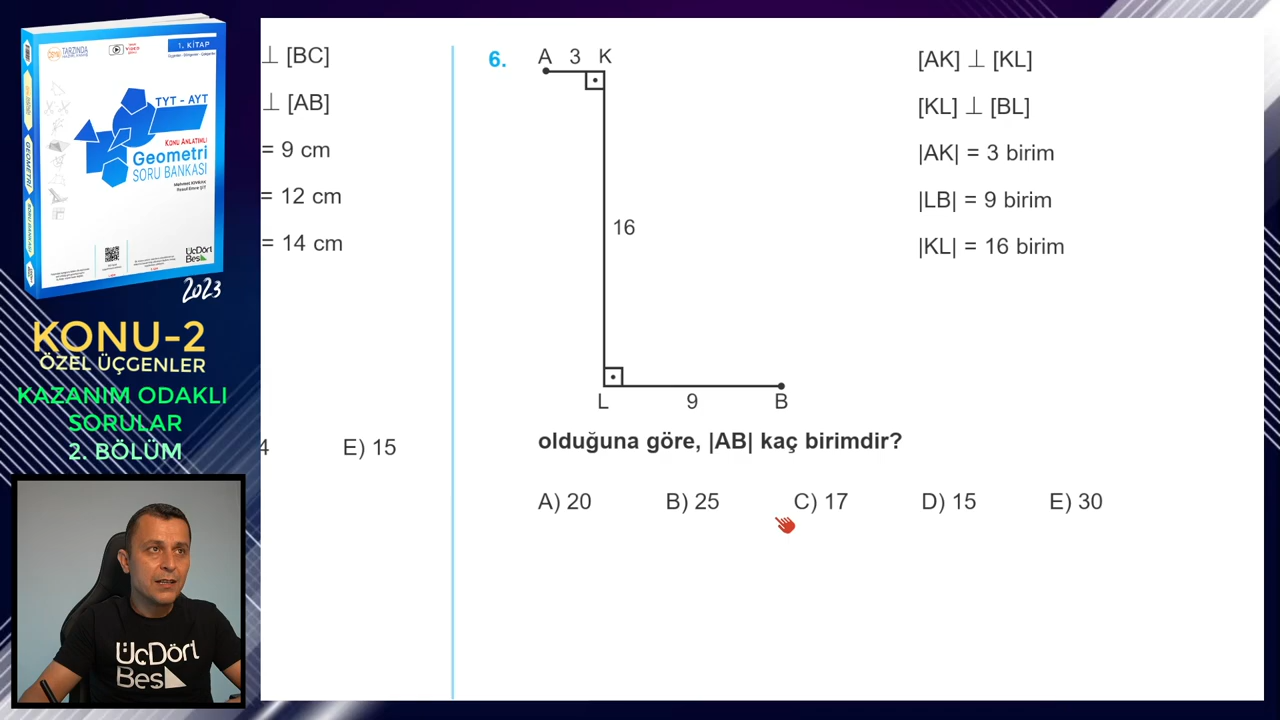 1. KİTAP
TARZINDA
TYT - AYT
KONU ANLATIMLI
Geometri
SORU BANKASI
ÜçDört
Beş
2023
KONU-2
ÖZEL ÜÇGENLER
KAZANIM ODAKLI
SORULAR
2. BÖLÜM
ÜçDört
Beş
⊥ [BC]
⊥ [AB]
= 9 cm
= 12 cm
= 14 cm
4 E) 15
6.
A 3 K
16
L 9 B
[AK] ⊥ [KL]
[KL] ⊥ [BL]
|AK| = 3 birim
|LB| = 9 birim
|KL| = 16 birim
olduğuna göre, |AB| kaç birimdir?
A) 20 B) 25 C) 17 D) 15 E) 30